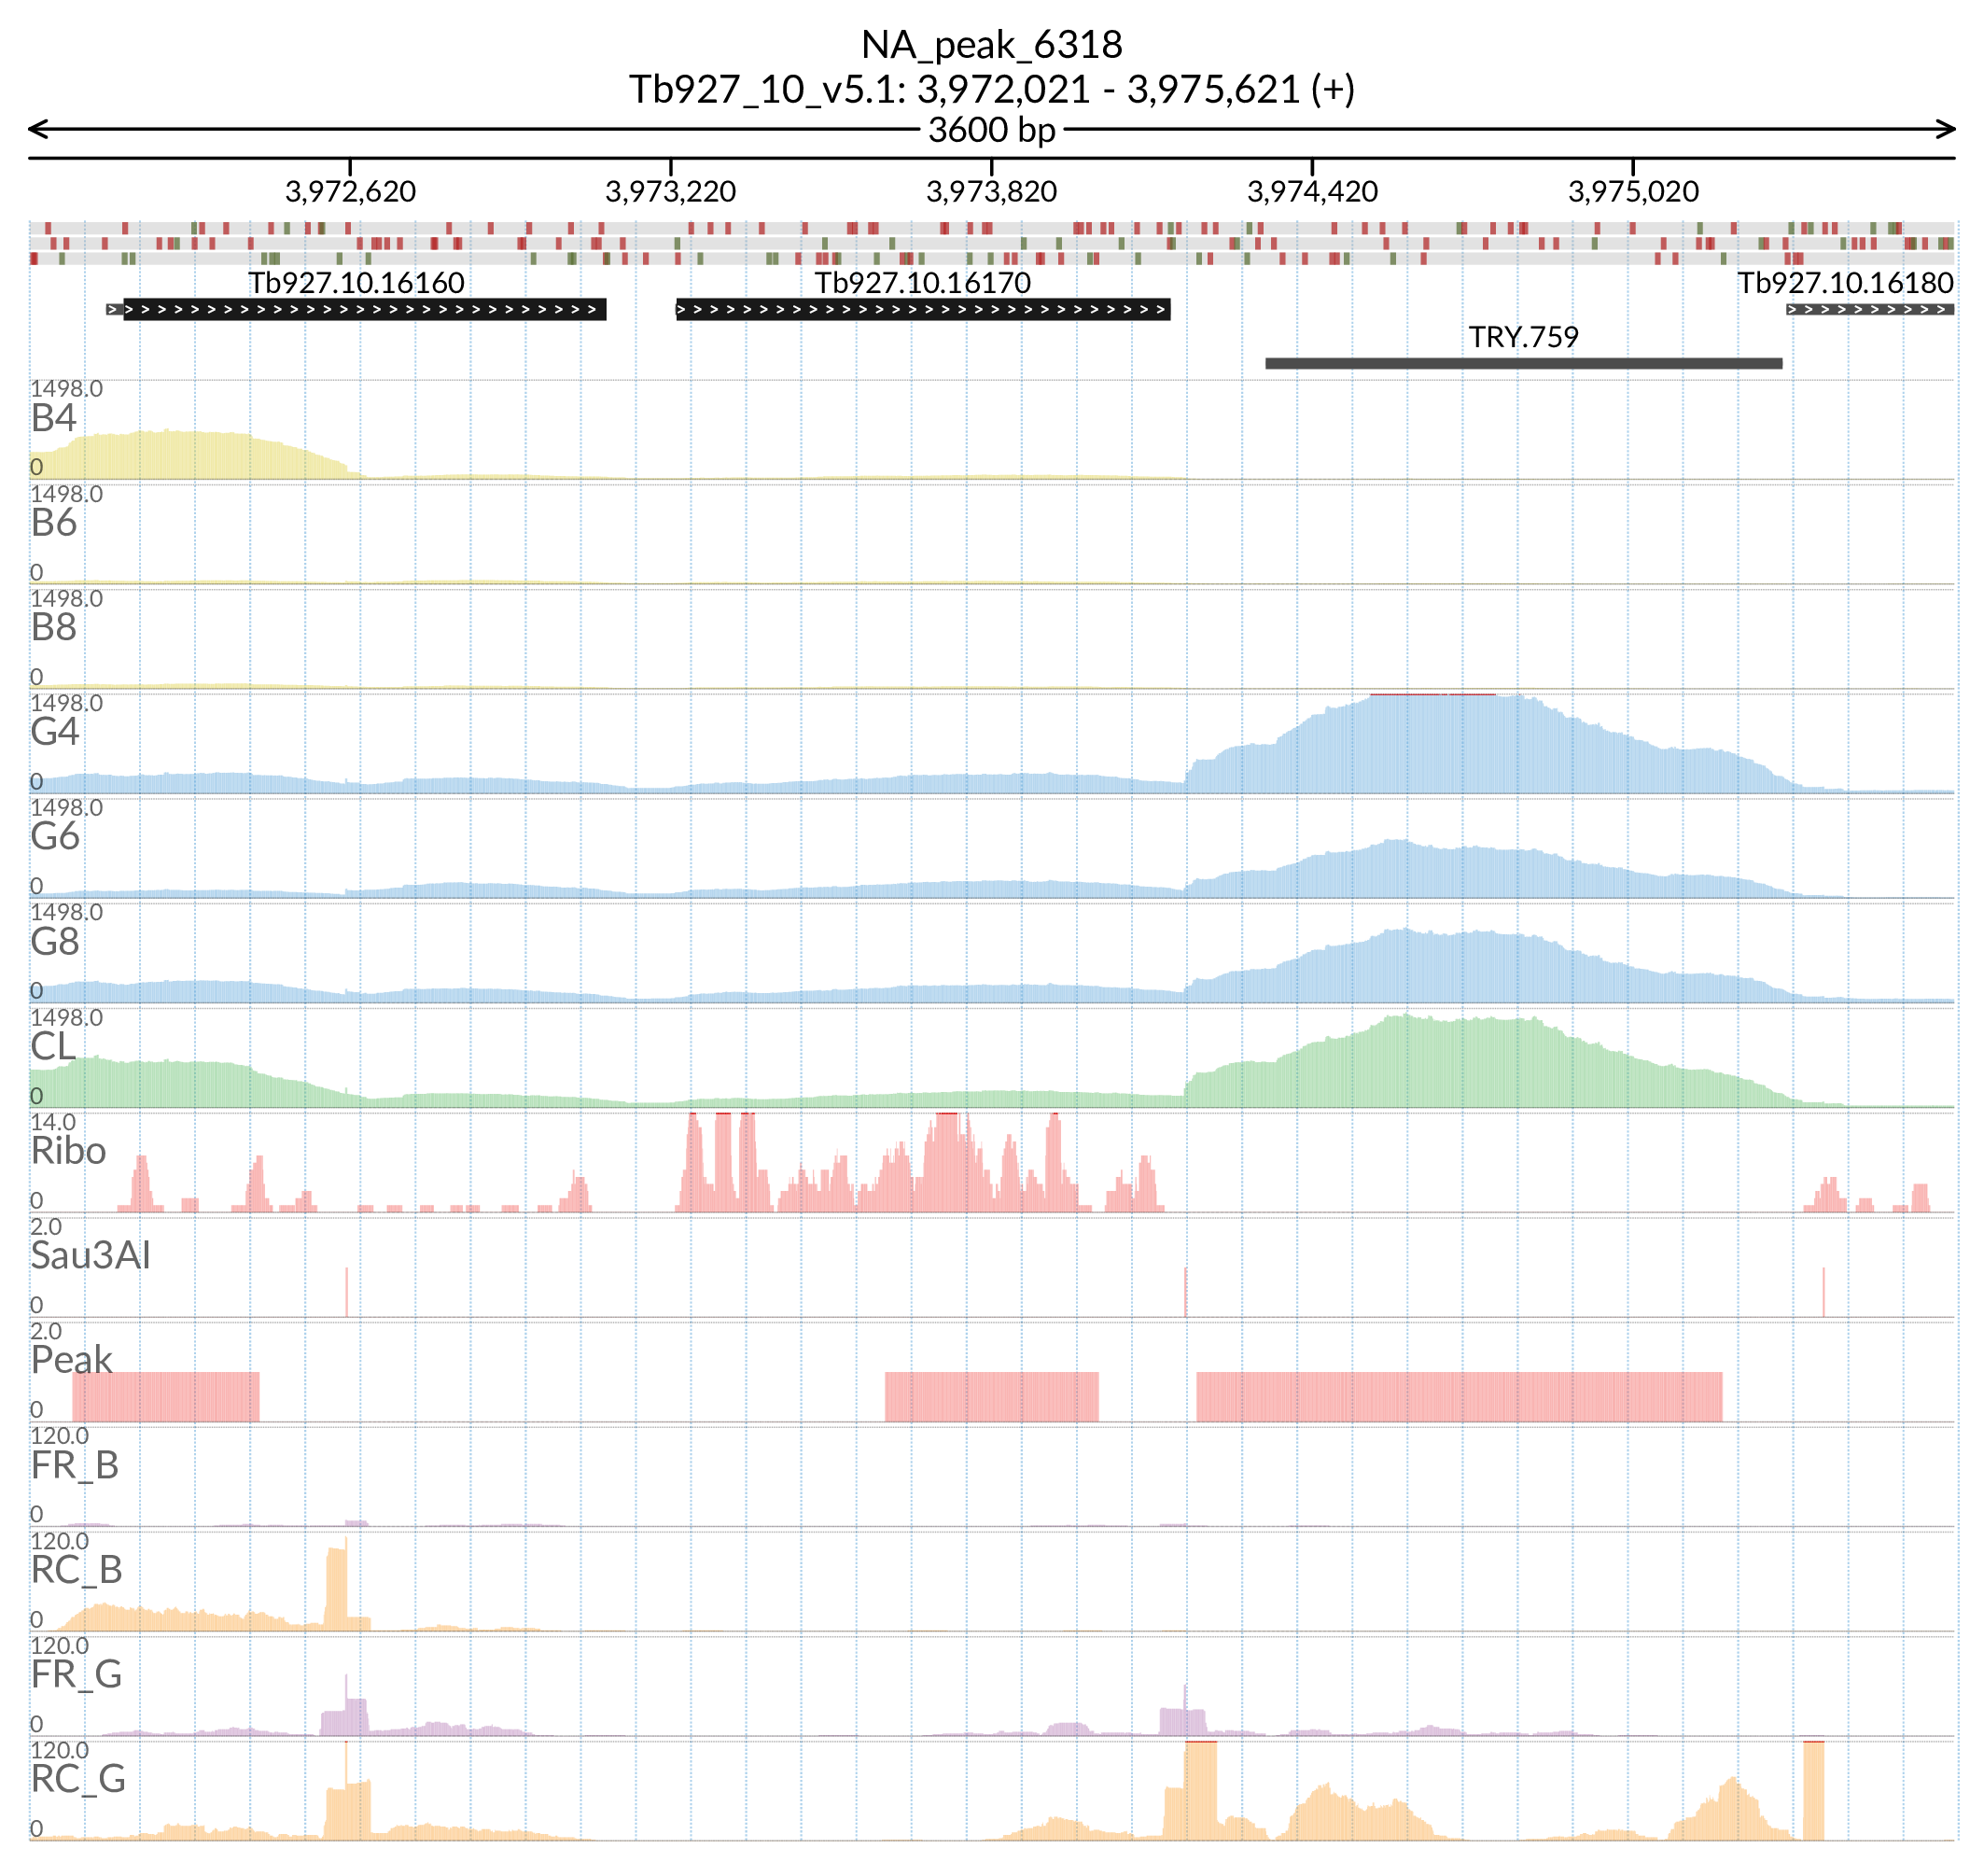 NA_peak_6318
Tb927_10_v5.1: 3,972,021 - 3,975,621 (+)
3600 bp
3,972,620 3,973,220 3,973,820 3,974,420 3,975,020
Tb927.10.16160 Tb927.10.16170 Tb927.10.16180
TRY.759
1498.0
B4
0
1498.0
B6
0
1498.0
B8
0
1498.0
G4
0
1498.0
G6
0
1498.0
G8
0
1498.0
CL
0
14.0
Ribo
0
2.0
Sau3AI
0
2.0
Peak
0
120.0
FR_B
0
120.0
RC_B
0
120.0
FR_G
0
120.0
RC_G
0